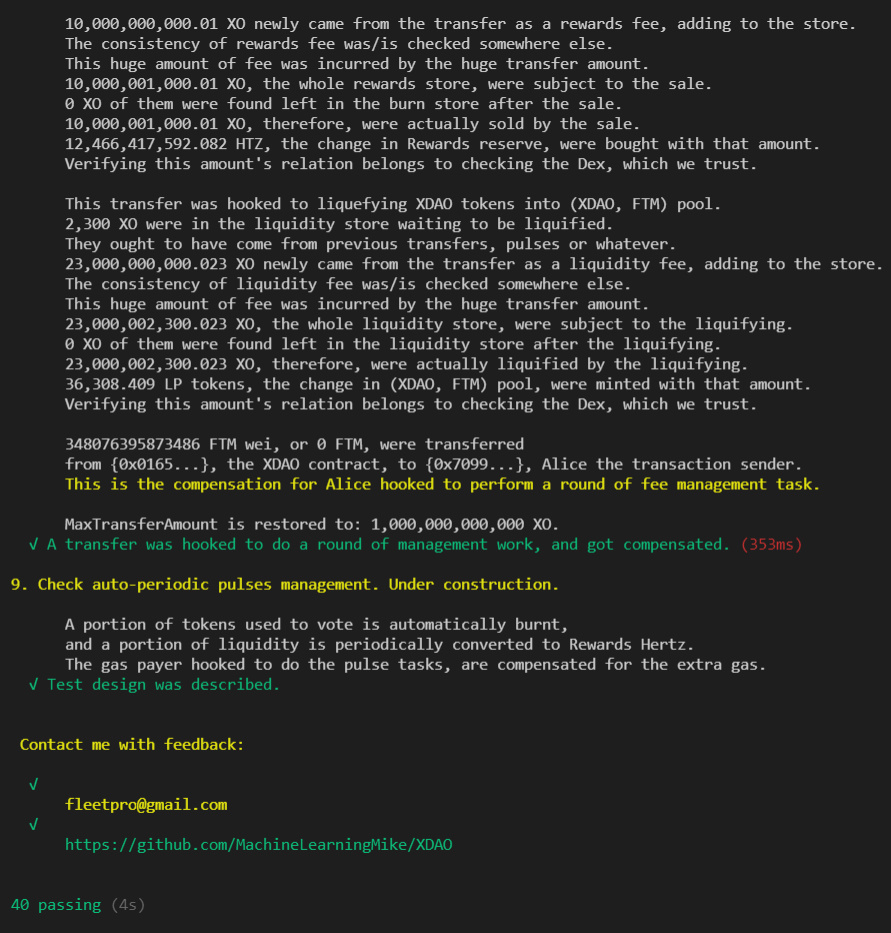 10,000,000,000.01 XO newly came from the transfer as a rewards fee, adding to the store.
The consistency of rewards fee was/is checked somewhere else.
This huge amount of fee was incurred by the huge transfer amount.
10,000,001,000.01 XO, the whole rewards store, were subject to the sale.
0 XO of them were found left in the burn store after the sale.
10,000,001,000.01 XO, therefore, were actually sold by the sale.
12,466,417,592.082 HTZ, the change in Rewards reserve, were bought with that amount.
Verifying this amount's relation belongs to checking the Dex, which we trust.
This transfer was hooked to liquefying XDAO tokens into (XDAO, FTM) pool.
2,300 XO were in the liquidity store waiting to be liquified.
They ought to have come from previous transfers, pulses or whatever.
23,000,000,000.023 XO newly came from the transfer as a liquidity fee, adding to the store.
The consistency of liquidity fee was/is checked somewhere else.
This huge amount of fee was incurred by the huge transfer amount.
23,000,002,300.023 XO, the whole liquidity store, were subject to the liquifying.
0 XO of them were found left in the liquidity store after the liquifying.
23,000,002,300.023 XO, therefore, were actually liquified by the liquifying.
36,308.409 LP tokens, the change in (XDAO, FTM) pool, were minted with that amount.
Verifying this amount's relation belongs to checking the Dex, which we trust.
348076395873486 FTM wei, or 0 FTM, were transferred
from {0x0165...}, the XDAO contract, to {0x7099...}, Alice the transaction sender.
This is the compensation for Alice hooked to perform a round of fee management task.
MaxTransferAmount is restored to: 1,000,000,000,000 XO.
√ A transfer was hooked to do a round of management work, and got compensated. (353ms)
9. Check auto-periodic pulses management. Under construction.
A portion of tokens used to vote is automatically burnt,
and a portion of liquidity is periodically converted to Rewards Hertz.
The gas payer hooked to do the pulse tasks, are compensated for the extra gas.
√ Test design was described.
Contact me with feedback:
√
fleetpro@gmail.com
√
https://github.com/MachineLearningMike/XDAO
40 passing (4s)